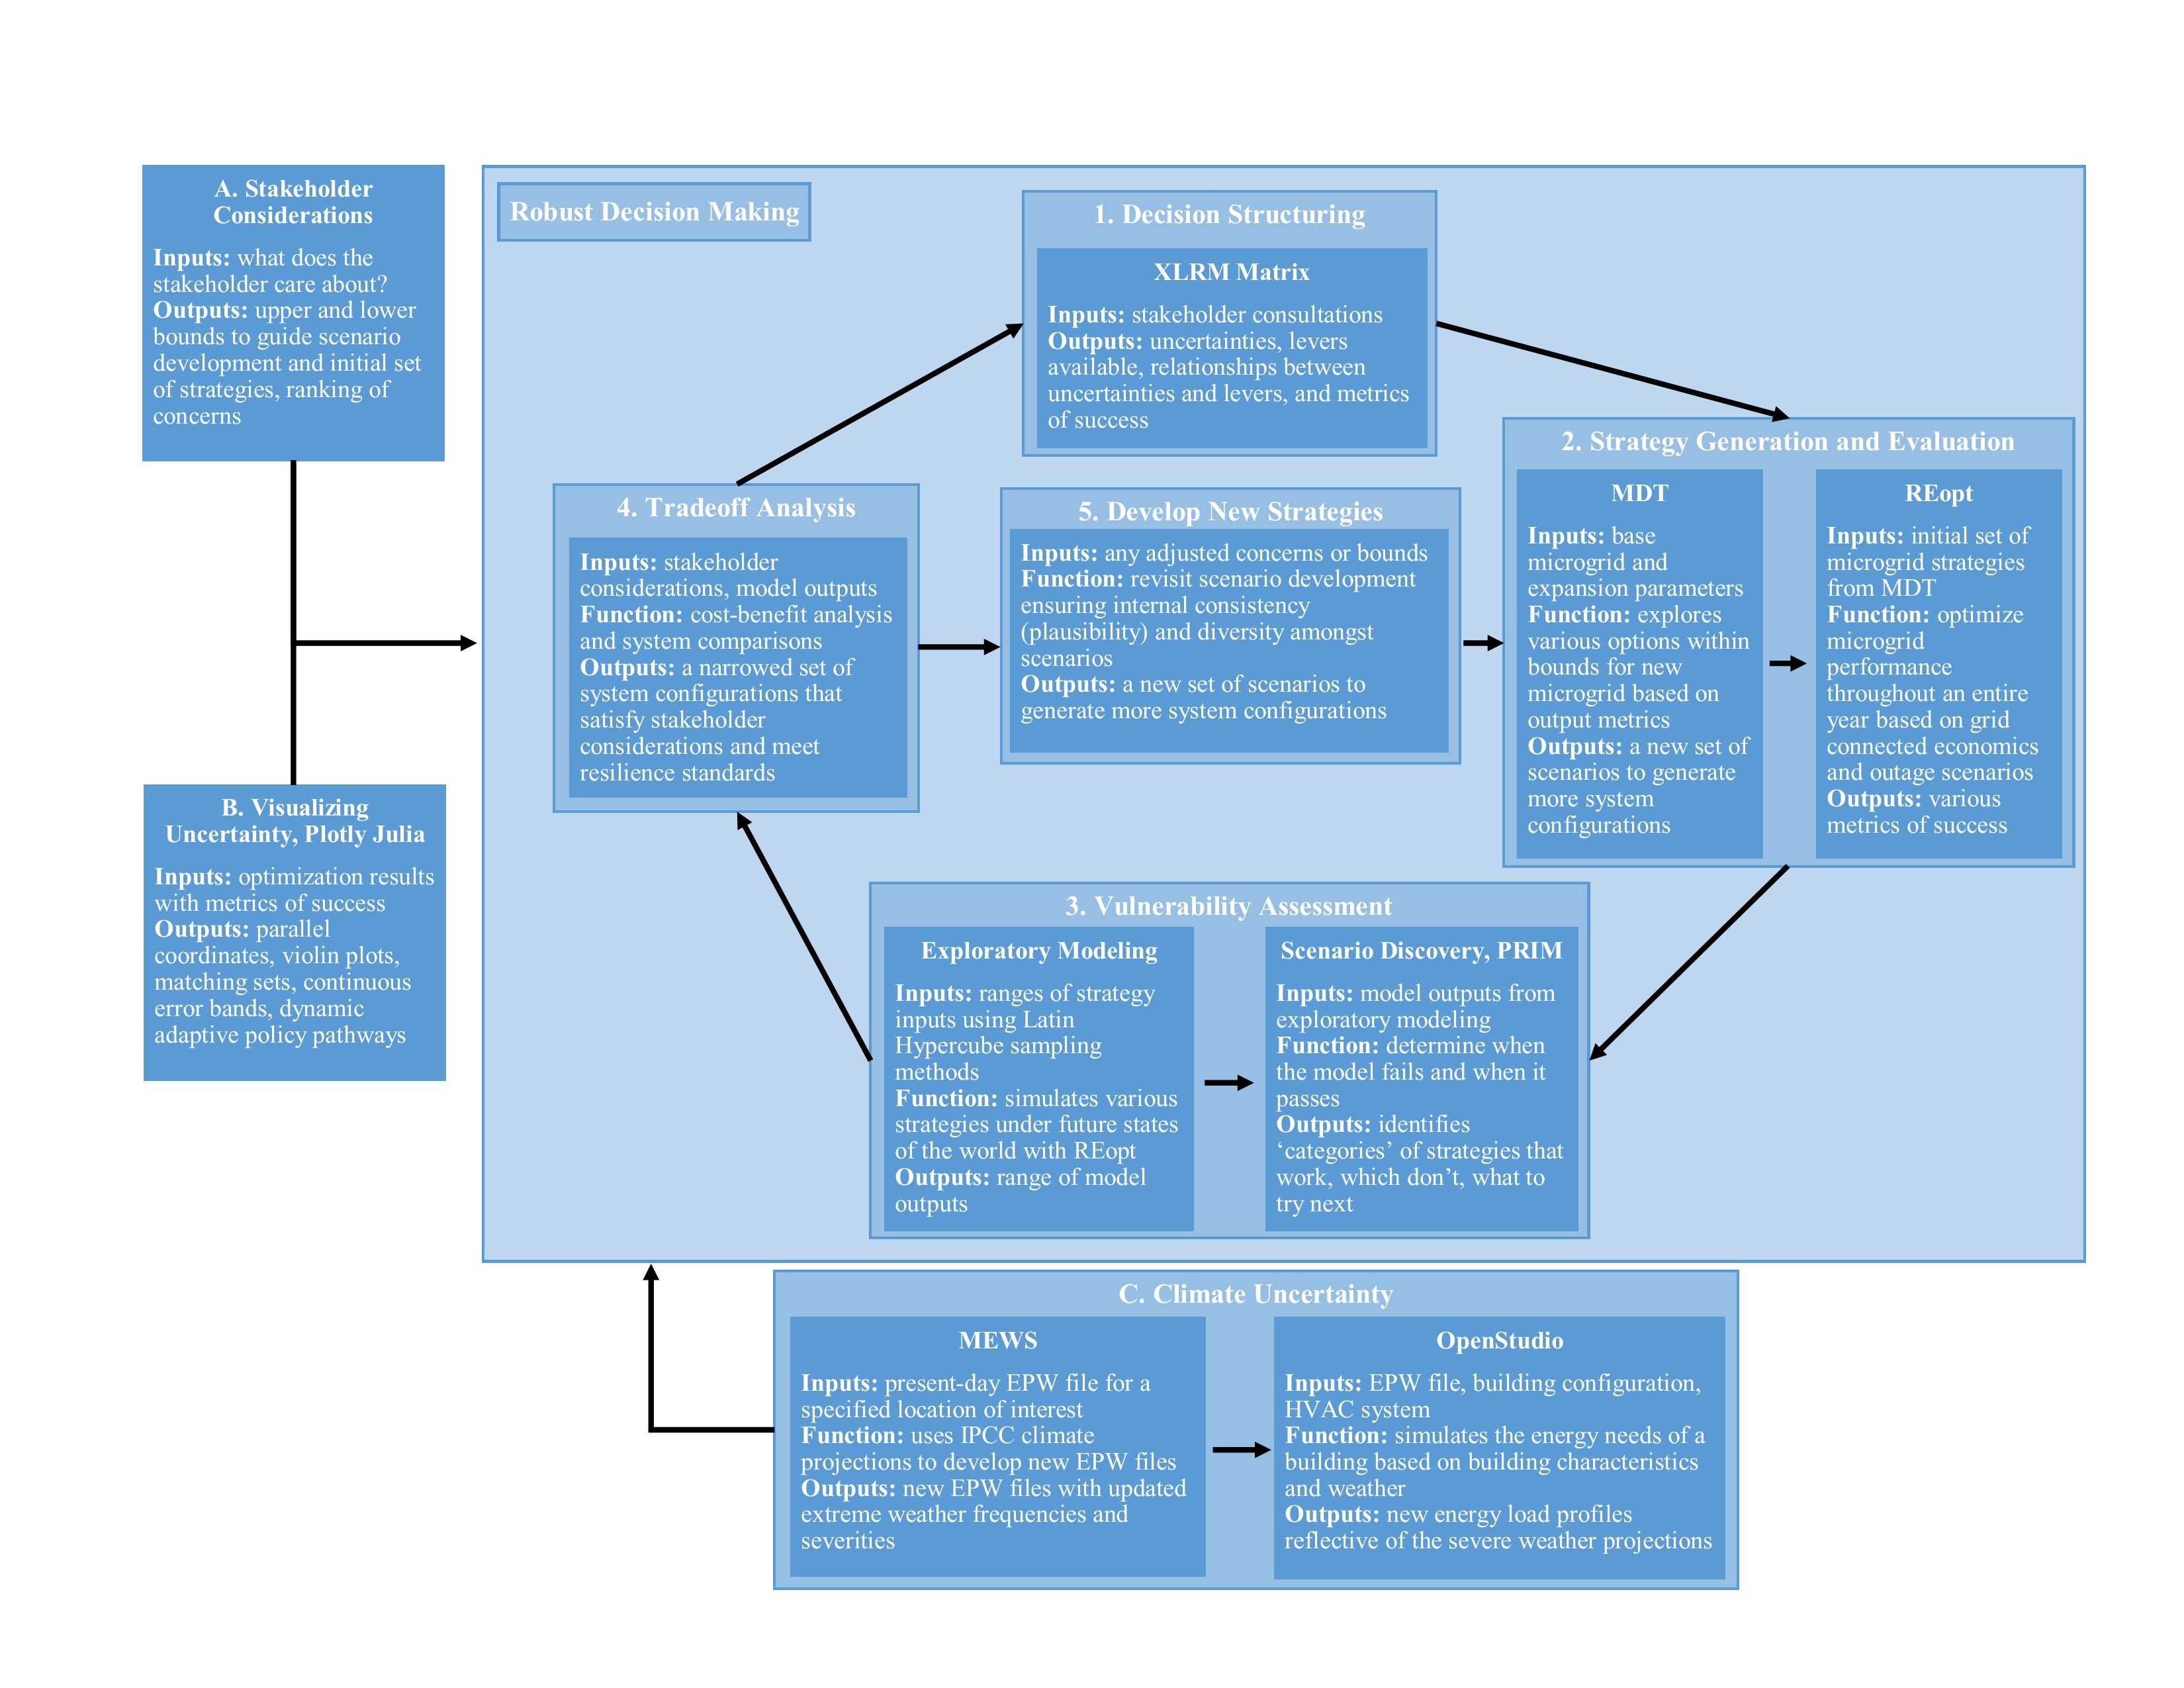 A. Stakeholder
Considerations
Inputs: what does the
stakeholder care about?
Outputs: upper and lower
bounds to guide scenario
development and initial set
of strategies, ranking of
concerns
B. Visualizing
Uncertainty, Plotly Julia
Inputs: optimization results
with metrics of success
Outputs: parallel
coordinates, violin plots,
matching sets, continuous
error bands, dynamic
adaptive policy pathways
Robust Decision Making
1. Decision Structuring
XLRM Matrix
Inputs: stakeholder consultations
Outputs: uncertainties, levers
available, relationships between
uncertainties and levers, and metrics
of success
2. Strategy Generation and Evaluation
MDT
Inputs: base
microgrid and
expansion parameters
Function: explores
various options within
bounds for new
microgrid based on
output metrics
Outputs: a new set of
scenarios to generate
more system
configurations
REopt
Inputs: initial set of
microgrid strategies
from MDT
Function: optimize
microgrid
performance
throughout an entire
year based on grid
connected economics
and outage scenarios
Outputs: various
metrics of success
3. Vulnerability Assessment
Exploratory Modeling
Inputs: ranges of strategy
inputs using Latin
Hypercube sampling
methods
Function: simulates various
strategies under future states
of the world with REopt
Outputs: range of model
outputs
Scenario Discovery, PRIM
Inputs: model outputs from
exploratory modeling
Function: determine when
the model fails and when it
passes
Outputs: identifies
‘categories’ of strategies that
work, which don’t, what to
try next
4. Tradeoff Analysis
Inputs: stakeholder
considerations, model outputs
Function: cost-benefit analysis
and system comparisons
Outputs: a narrowed set of
system configurations that
satisfy stakeholder
considerations and meet
resilience standards
5. Develop New Strategies
Inputs: any adjusted concerns or bounds
Function: revisit scenario development
ensuring internal consistency
(plausibility) and diversity amongst
scenarios
Outputs: a new set of scenarios to
generate more system configurations
C. Climate Uncertainty
MEWS
Inputs: present-day EPW file for a
specified location of interest
Function: uses IPCC climate
projections to develop new EPW files
Outputs: new EPW files with updated
extreme weather frequencies and
severities
OpenStudio
Inputs: EPW file, building configuration,
HVAC system
Function: simulates the energy needs of a
building based on building characteristics
and weather
Outputs: new energy load profiles
reflective of the severe weather projections